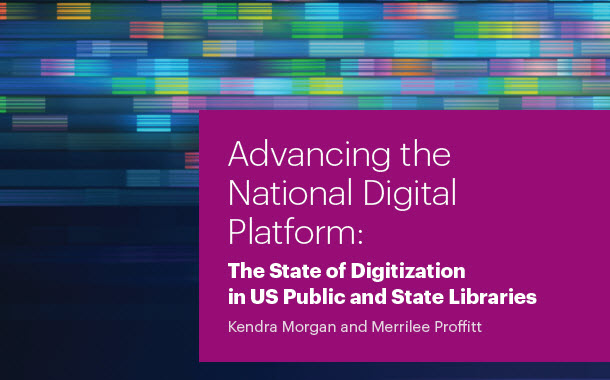 Advancing the
National Digital
Platform:
The State of Digitization
in US Public and State Libraries
Kendra Morgan and Merrilee Proffitt